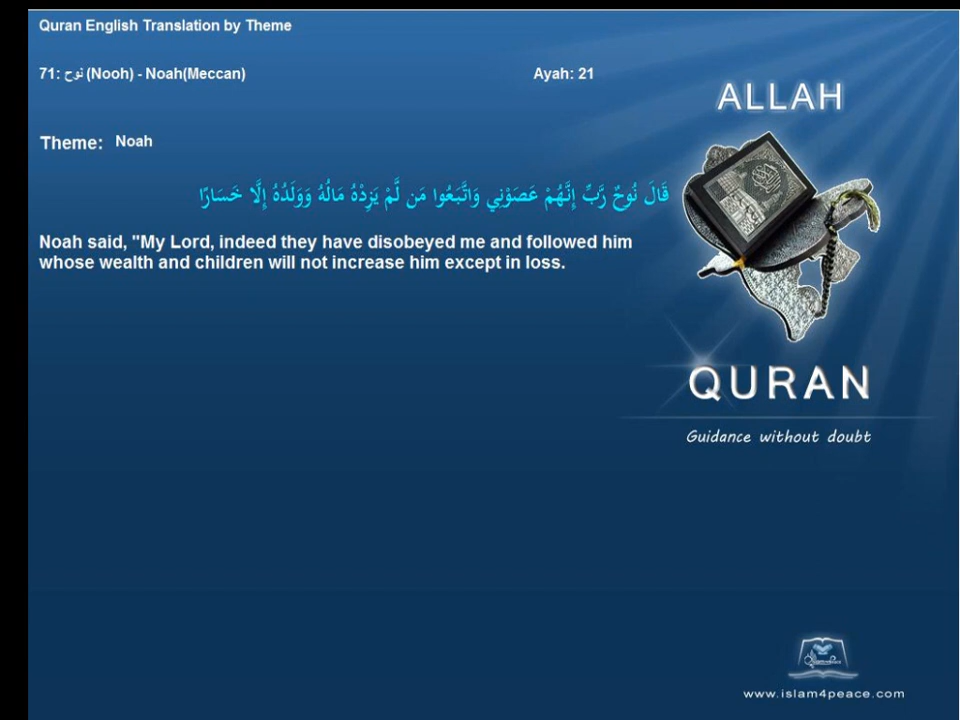 Quran English Translation by Theme
71: نوح (Nooh) - Noah(Meccan) Ayah: 21
Theme: Noah
قَالَ نُوحٌ رَّبِّ إِنَّهُمْ عَصَوْنِي وَاتَّبَعُوا مَن لَّمْ يَزِدْهُ مَالُهُ وَوَلَدُهُ إِلَّا خَسَارًا
Noah said, "My Lord, indeed they have disobeyed me and followed him
whose wealth and children will not increase him except in loss.
ALLAH
QURAN
Guidance without doubt
www.islam4peace.com